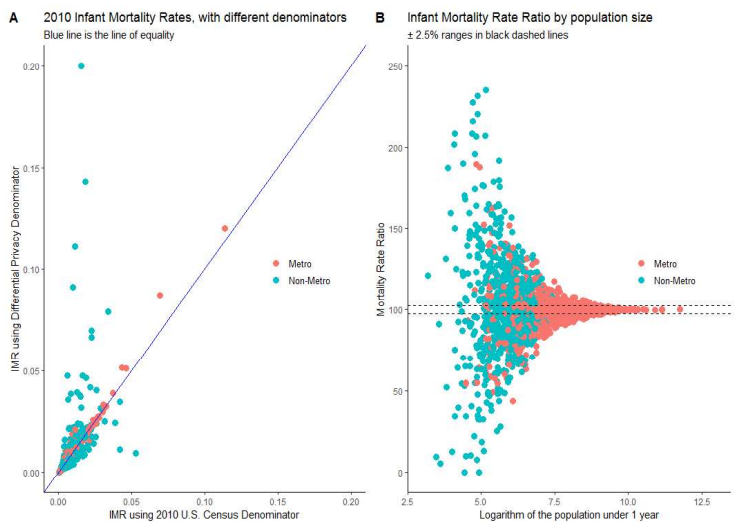 A
2010 Infant Mortality Rates, with different denominators
Blue line is the line of equality
0.20
0.15
0.10
0.05
0.00
IMR using Differential Privacy Denominator
Metro
Non-Metro
0.00
0.05
0.10
0.15
0.20
IMR using 2010 U.S. Census Denominator
B
Infant Mortality Rate Ratio by population size
± 2.5% ranges in black dashed lines
250
200
150
100
50
0
Mortality Rate Ratio
Metro
Non-Metro
2.5
5.0
7.5
10.0
12.5
Logarithm of the population under 1 year